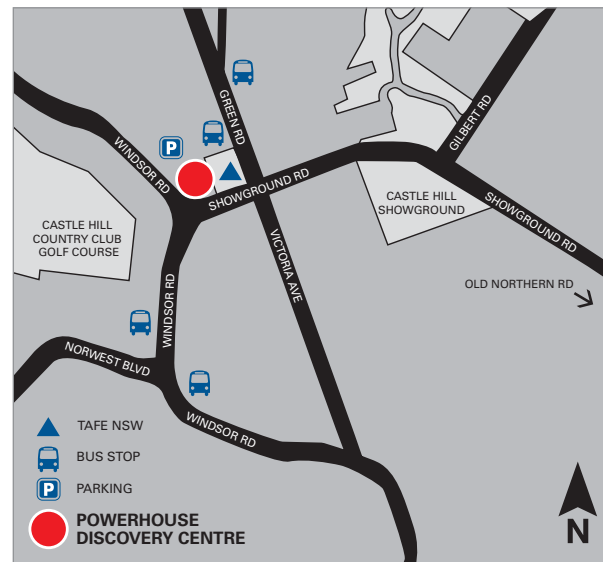 GREEN RD
GILBERT RD
P
WINDSOR RD
SHOWGROUND RD
CASTLE HILL
SHOWGROUND
SHOWGROUND RD
CASTLE HILL
COUNTRY CLUB
GOLF COURSE
VICTORIA AVE
OLD NORTHERN RD
WINDSOR RD
NORWEST BLVD
WINDSOR RD
TAFE NSW
BUS STOP
P
PARKING
POWERHOUSE
DISCOVERY CENTRE
N